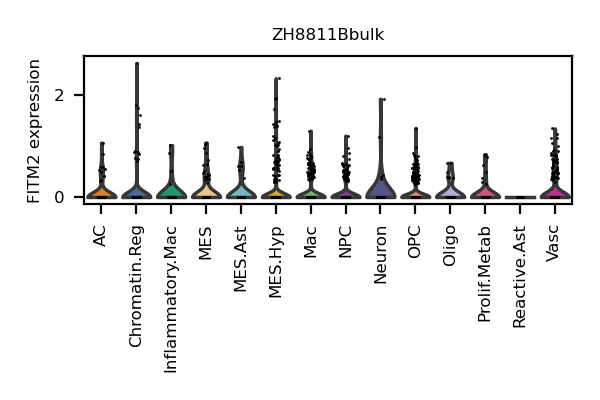 ZH8811Bbulk
FITM2 expression
2
0
AC
Chromatin.Reg
Inflammatory.Mac
MES
MES.Ast
MES.Hyp
Mac
NPC
Neuron
OPC
Oligo
Prolif.Metab
Reactive.Ast
Vasc